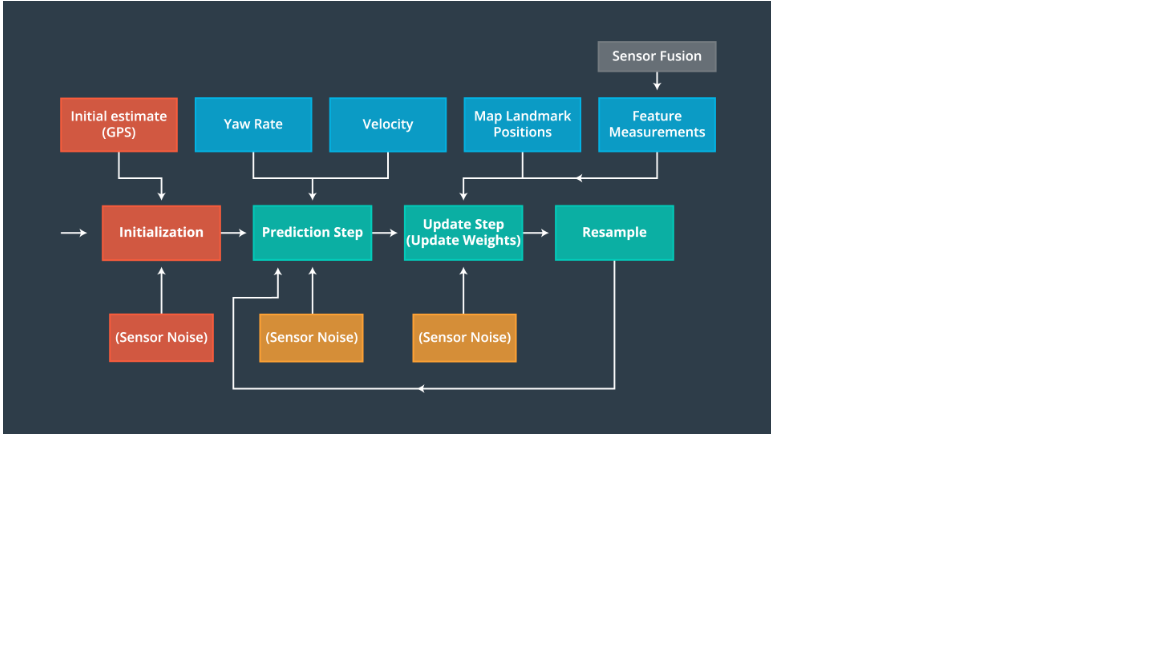 Sensor Fusion
Initial estimate
(GPS)
Yaw Rate
Velocity
Map Landmark
Positions
Feature
Measurements
Initialization
Prediction Step
Update Step
(Update Weights)
Resample
(Sensor Noise)
(Sensor Noise)
(Sensor Noise)